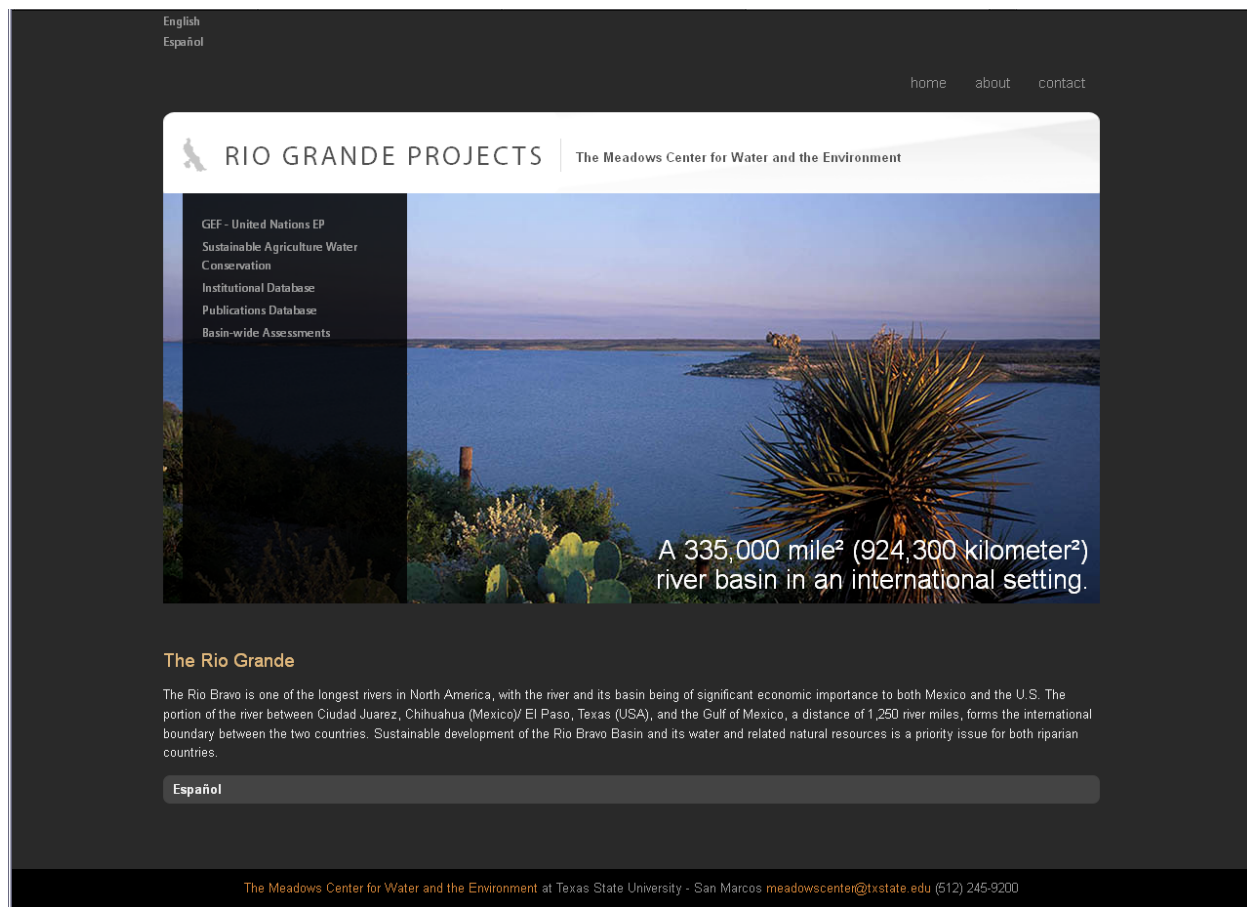 English
Español
home about contact
RIO GRANDE PROJECTS The Meadows Center for Water and the Environment
GEF - United Nations EP
Sustainable Agriculture Water
Conservation
Institutional Database
Publications Database
Basin-wide Assessments
A 335,000 mile² (924,300 kilometer²)
river basin in an international setting.
The Rio Grande
The Rio Bravo is one of the longest rivers in North America, with the river and its basin being of significant economic importance to both Mexico and the U.S. The
portion of the river between Ciudad Juarez, Chihuahua (Mexico)/ El Paso, Texas (USA), and the Gulf of Mexico, a distance of 1,250 river miles, forms the international
boundary between the two countries. Sustainable development of the Rio Bravo Basin and its water and related natural resources is a priority issue for both riparian
countries.
Español
The Meadows Center for Water and the Environment at Texas State University - San Marcos meadowscenter@txstate.edu (512) 245-9200